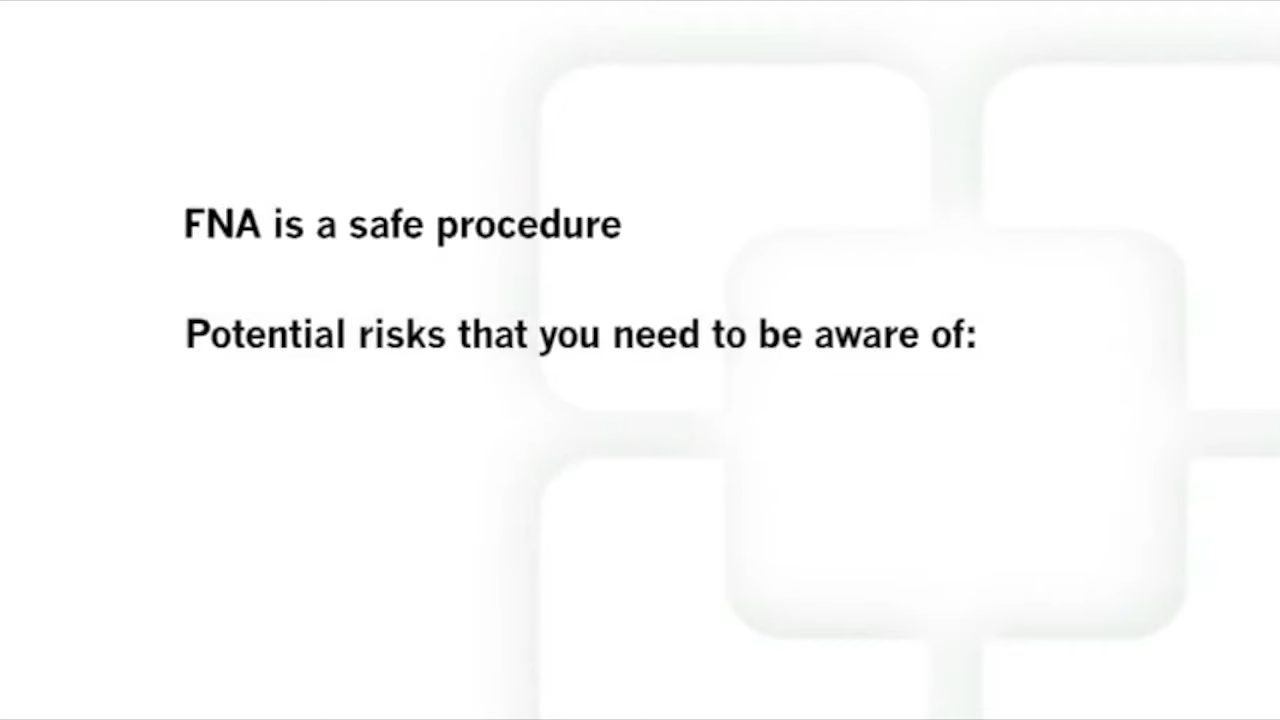 FNA is a safe procedure
Potential risks that you need to be aware of: